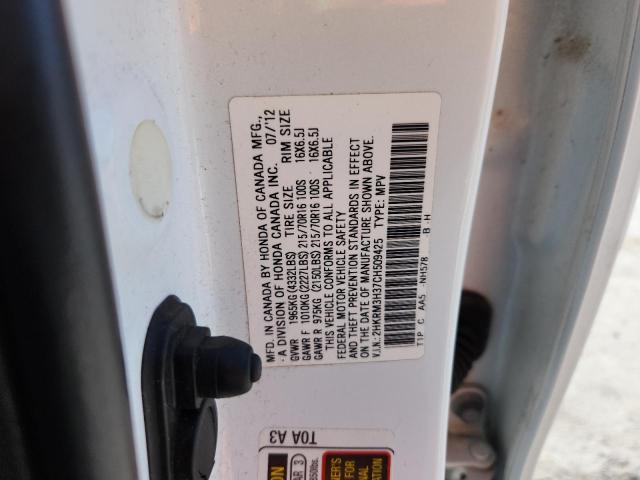 MFD. IN CANADA BY HONDA OF CANADA MFG.,
A DIVISION OF HONDA CANADA INC. 07/'12
GVWR 1965KG(4332LBS) TIRE SIZE RIM SIZE
GAWR F 1010KG(2227LBS) 215/70R16 100S 16X6.5J
GAWR R 975KG (2150LBS) 215/70R16 100S 16X6.5J
THIS VEHICLE CONFORMS TO ALL APPLICABLE
FEDERAL MOTOR VEHICLE SAFETY
AND THEFT PREVENTION STANDARDS IN EFFECT
ON THE DATE OF MANUFACTURE SHOWN ABOVE.
V.I.N.: 2HKRM3H37CH509425 TYPE: MPV
T1P C AA5 NH578 -B -H
T0A A3
AR 3